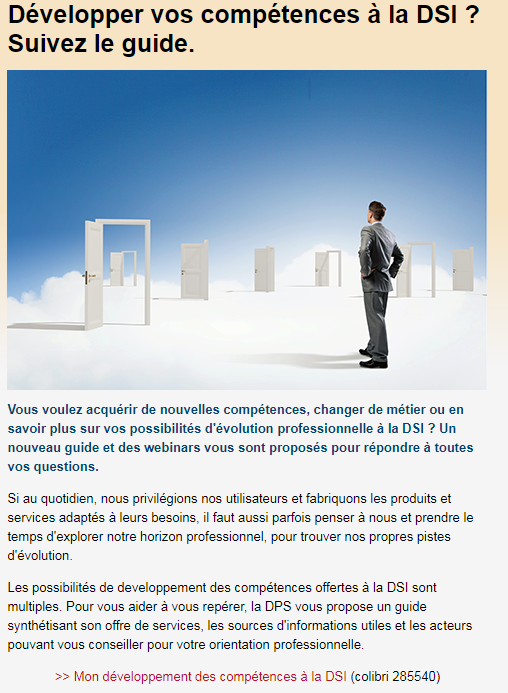 Développer vos compétences à la DSI ?
Suivez le guide.
Vous voulez acquérir de nouvelles compétences, changer de métier ou en
savoir plus sur vos possibilités d'évolution professionnelle à la DSI ? Un
nouveau guide et des webinars vous sont proposés pour répondre à toutes
vos questions.
Si au quotidien, nous privilégions nos utilisateurs et fabriquons les produits et
services adaptés à leurs besoins, il faut aussi parfois penser à nous et prendre le
temps d'explorer notre horizon professionnel, pour trouver nos propres pistes
d'évolution.
Les possibilités de developpement des compétences offertes à la DSI sont
multiples. Pour vous aider à vous repérer, la DPS vous propose un guide
synthétisant son offre de services, les sources d'informations utiles et les acteurs
pouvant vous conseiller pour votre orientation professionnelle.
>> Mon développement des compétences à la DSI (colibri 285540)